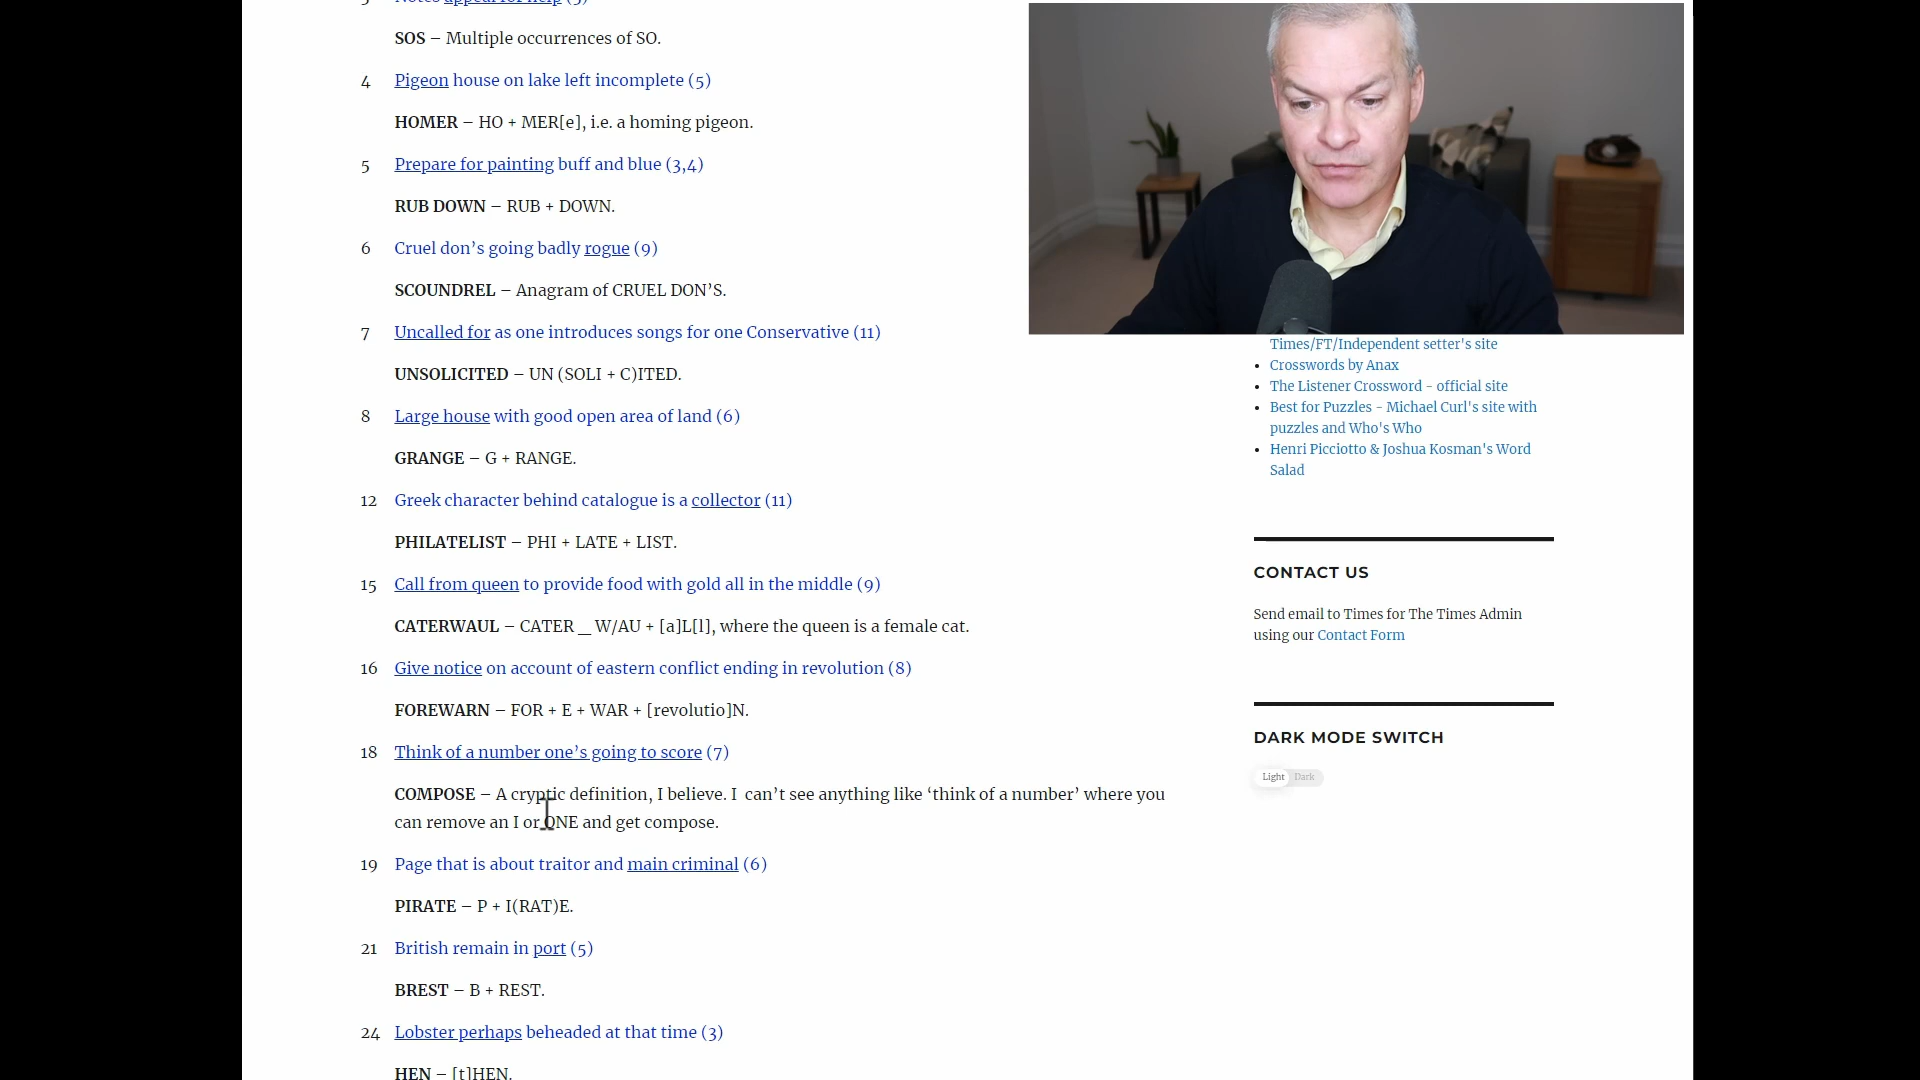 3 Notes appeal for help (3)
SOS – Multiple occurrences of SO.
4 Pigeon house on lake left incomplete (5)
HOMER – HO + MER[e], i.e. a homing pigeon.
5 Prepare for painting buff and blue (3,4)
RUB DOWN – RUB + DOWN.
6 Cruel don's going badly rogue (9)
SCOUNDREL – Anagram of CRUEL DON'S.
7 Uncalled for as one introduces songs for one Conservative (11)
UNSOLICITED – UN (SOLI + C)ITED.
8 Large house with good open area of land (6)
GRANGE – G + RANGE.
12 Greek character behind catalogue is a collector (11)
PHILATELIST – PHI + LATE + LIST.
15 Call from queen to provide food with gold all in the middle (9)
CATERWAUL – CATER __ W/AU + [a]L[l], where the queen is a female cat.
16 Give notice on account of eastern conflict ending in revolution (8)
FOREWARN – FOR + E + WAR + [revolutio]N.
18 Think of a number one's going to score (7)
COMPOSE – A cryptic definition, I believe. I can't see anything like 'think of a number' where you
can remove an I or ONE and get compose.
19 Page that is about traitor and main criminal (6)
PIRATE – P + I(RAT)E.
21 British remain in port (5)
BREST – B + REST.
24 Lobster perhaps beheaded at that time (3)
HEN – [t]HEN.
Times/FT/Independent setter's site
• Crosswords by Anax
• The Listener Crossword - official site
• Best for Puzzles - Michael Curl's site with
puzzles and Who's Who
• Henri Picciotto & Joshua Kosman's Word
Salad
CONTACT US
Send email to Times for The Times Admin
using our Contact Form
DARK MODE SWITCH
Light Dark